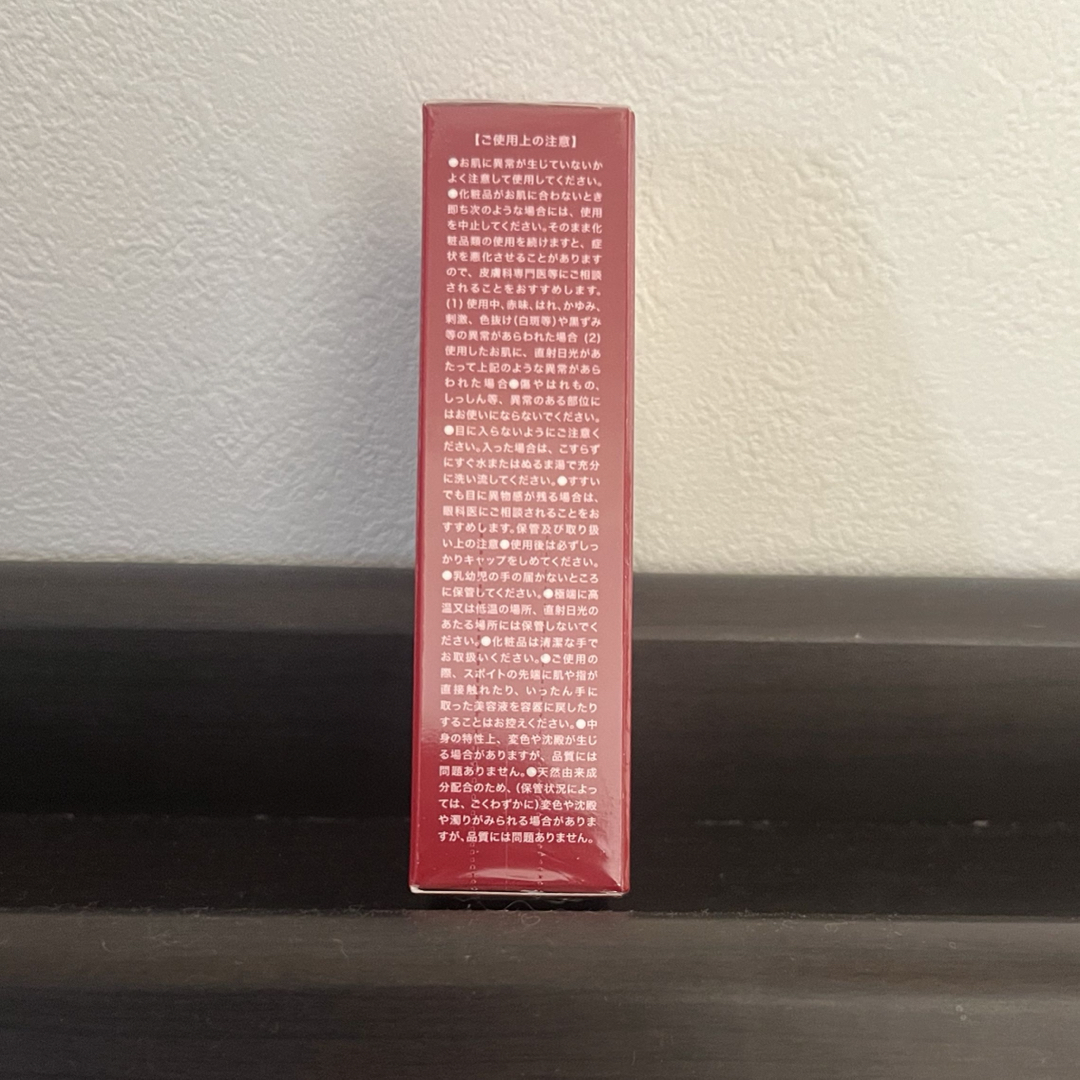 【ご使用上の注意】
●お肌に異常が生じていないか
よく注意して使用してください。
●化粧品がお肌に合わないとき
即ち次のような場合には、使用
を中止してください。そのまま化
粧品類の使用を続けますと、症
状を悪化させることがあります
ので、皮膚科専門医等にご相談
されることをおすすめします。
(1) 使用中、赤味、はれ、かゆみ、
刺激、色抜け(白斑等)や黒ずみ
等の異常があらわれた場合 (2)
使用したお肌に、直射日光があ
たって上記のような異常があら
われた場合●傷やはれもの、
しっしん等、異常のある部位に
はお使いにならないでください。
●目に入らないようにご注意く
ださい。入った場合は、こすらず
にすぐ水またはぬるま湯で充分
に洗い流してください。●すすい
でも目に異物感が残る場合は、
眼科医にご相談されることをお
すすめします。保管及び取り扱
い上の注意●使用後は必ずしっ
かりキャップをしめてください。
●乳幼児の手の届かないところ
に保管してください。●極端に高
温又は低温の場所、直射日光の
あたる場所には保管しないでく
ださい。●化粧品は清潔な手で
お取扱いください。●ご使用の
際、スポイトの先端に肌や指が
直接触れたり、いったん手に
取った美容液を容器に戻したり
することはお控えください。●中
身の特性上、変色や沈殿が生じ
る場合がありますが、品質には
問題ありません。●天然由来成
分配合のため、(保管状況によっ
ては、ごくわずかに)変色や沈殿
や濁りがみられる場合がありま
すが、品質には問題ありません。